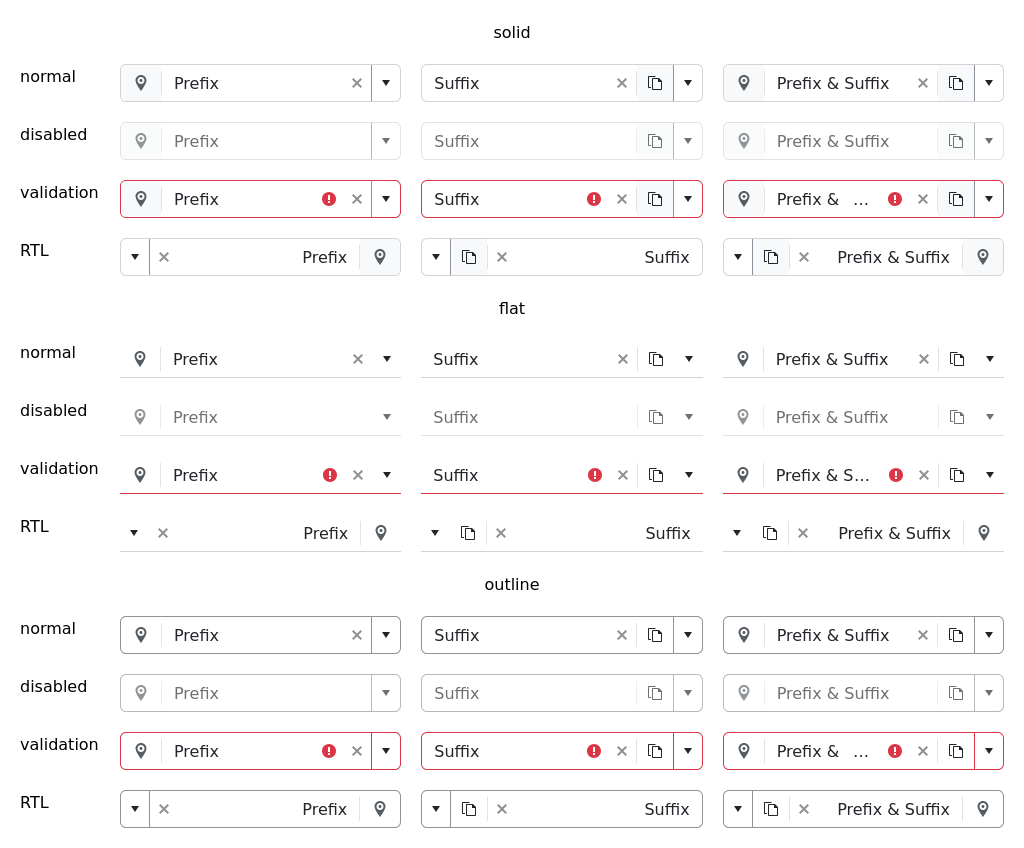 solid
normal Prefix Suffix Prefix & Suffix
disabled Prefix Suffix Prefix & Suffix
validation Prefix Suffix Prefix & ...
RTL Prefix Suffix Prefix & Suffix
flat
normal Prefix Suffix Prefix & Suffix
disabled Prefix Suffix Prefix & Suffix
validation Prefix Suffix Prefix & S...
RTL Prefix Suffix Prefix & Suffix
outline
normal Prefix Suffix Prefix & Suffix
disabled Prefix Suffix Prefix & Suffix
validation Prefix Suffix Prefix & ...
RTL Prefix Suffix Prefix & Suffix